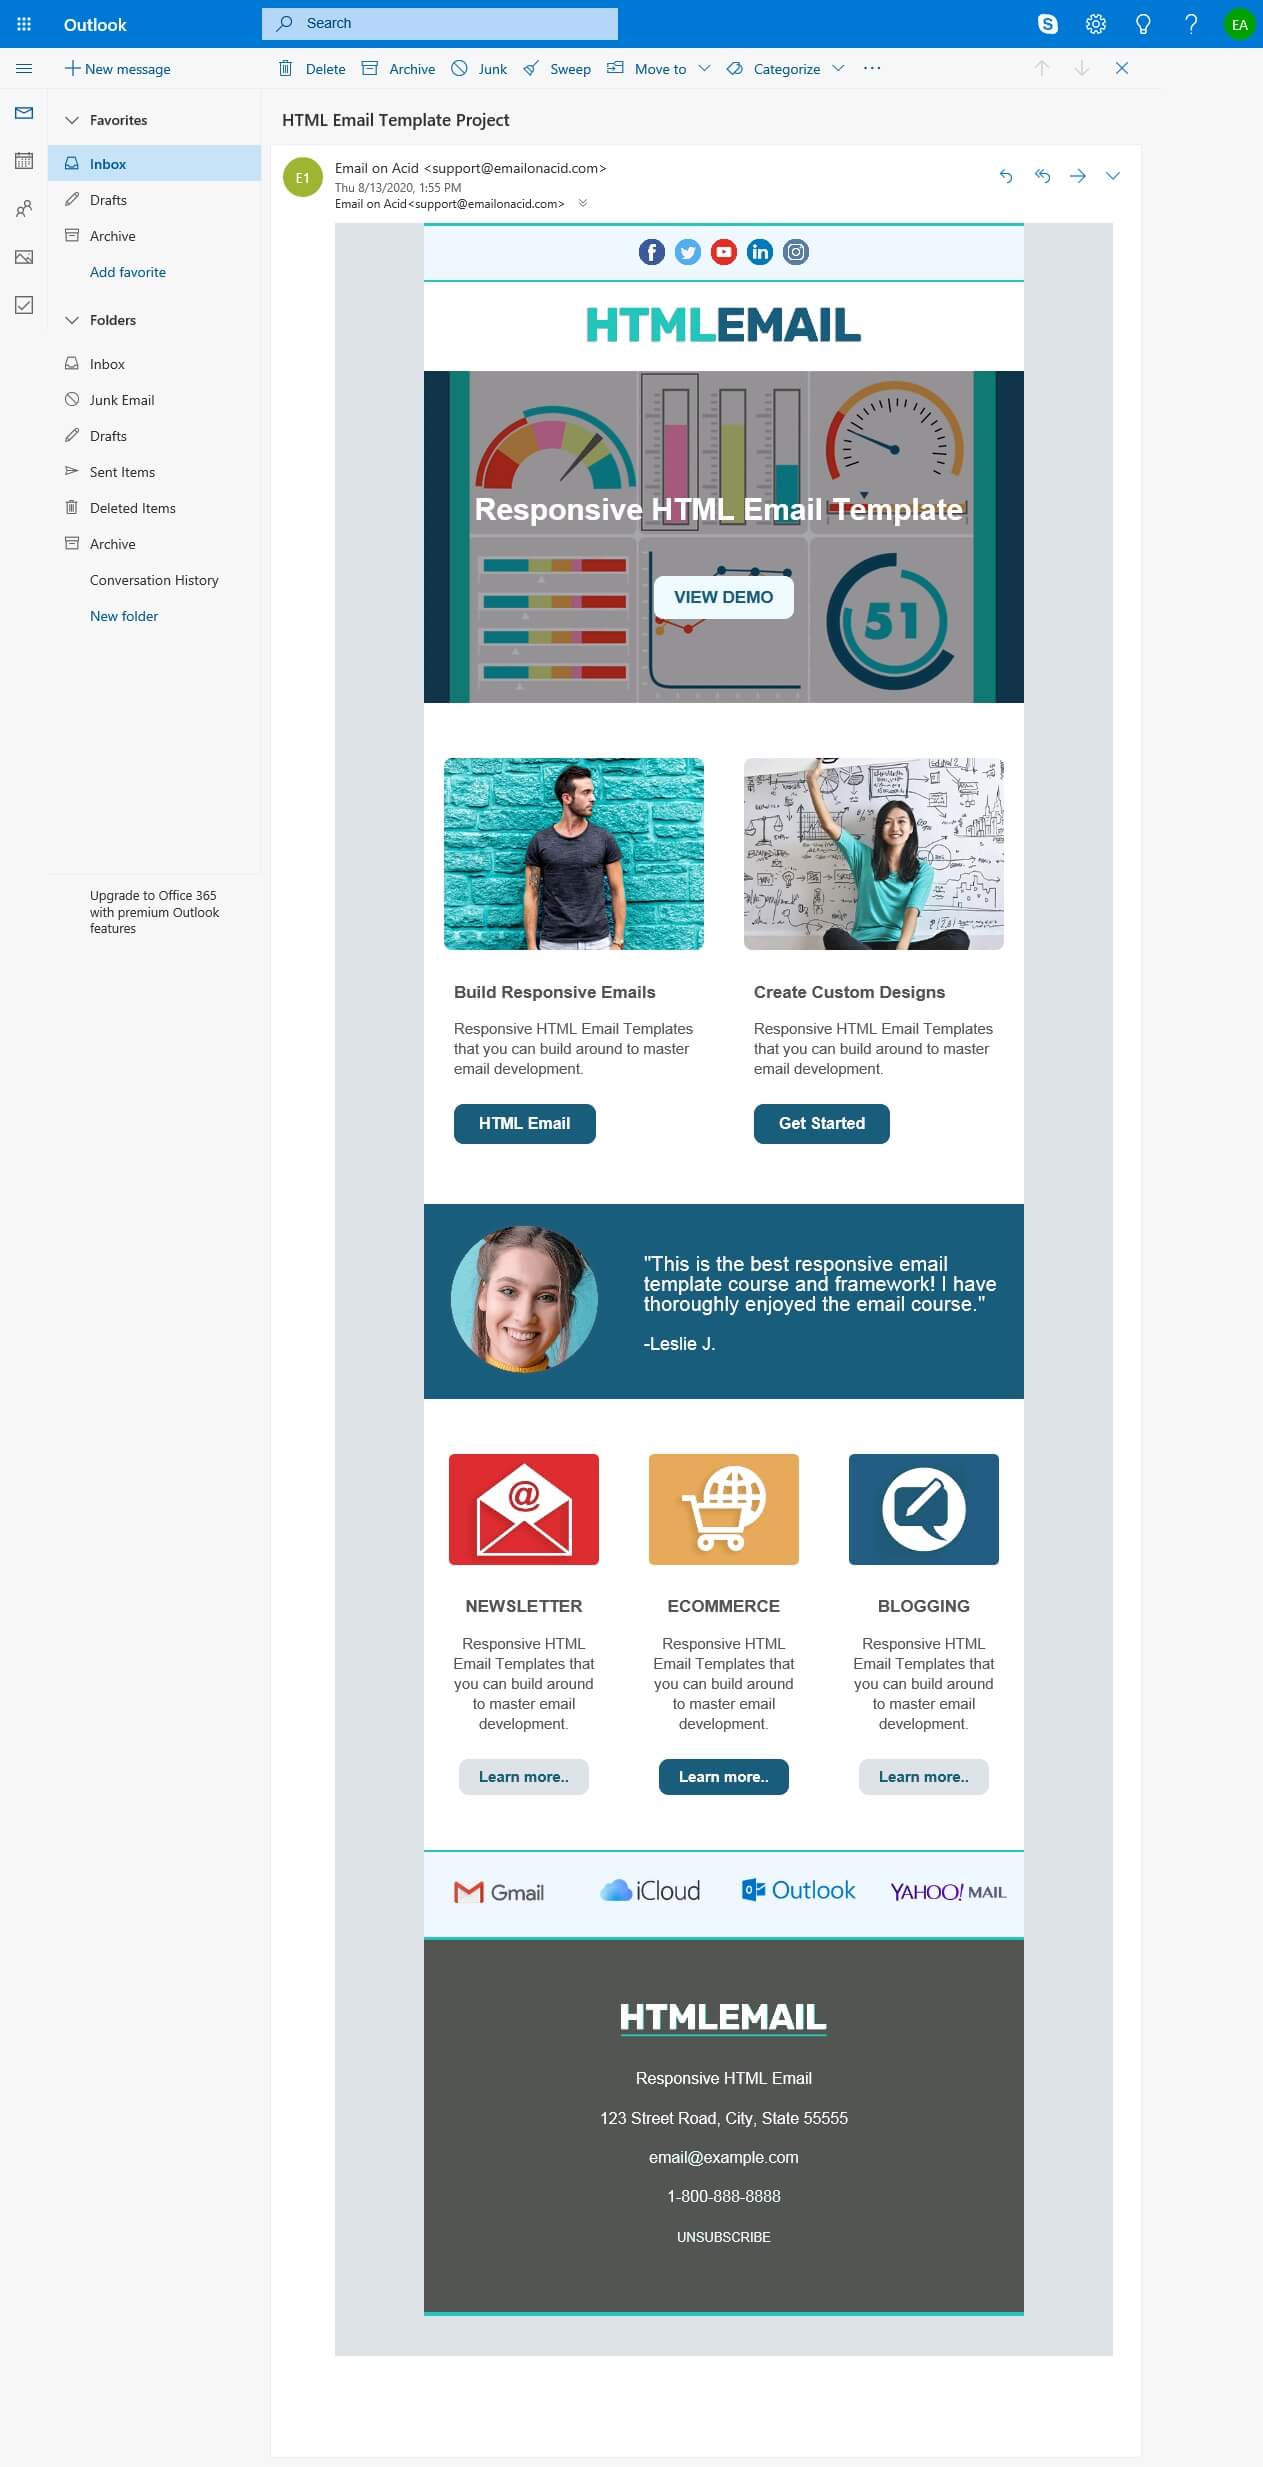 Outlook
Search
EA
New message
Delete
Archive
Junk
Sweep
Move to
Categorize
Favorites
Inbox
Drafts
Archive
Add favorite
Folders
Inbox
Junk Email
Drafts
Sent Items
Deleted Items
Archive
Conversation History
New folder
Upgrade to Office 365
with premium Outlook
features
HTML Email Template Project
E1
Email on Acid <support@emailonacid.com>
Thu 8/13/2020, 1:55 PM
Email on Acid<support@emailonacid.com>
HTMLEMAIL
Responsive HTML Email Template
VIEW DEMO
51
Build Responsive Emails
Responsive HTML Email Templates
that you can build around to master
email development.
HTML Email
Create Custom Designs
Responsive HTML Email Templates
that you can build around to master
email development.
Get Started
"This is the best responsive email
template course and framework! I have
thoroughly enjoyed the email course."
-Leslie J.
NEWSLETTER
Responsive HTML
Email Templates that
you can build around
to master email
development.
Learn more..
ECOMMERCE
Responsive HTML
Email Templates that
you can build around
to master email
development.
Learn more..
BLOGGING
Responsive HTML
Email Templates that
you can build around
to master email
development.
Learn more..
Gmail
iCloud
Outlook
YAHOO! MAIL
HTMLEMAIL
Responsive HTML Email
123 Street Road, City, State 55555
email@example.com
1-800-888-8888
UNSUBSCRIBE